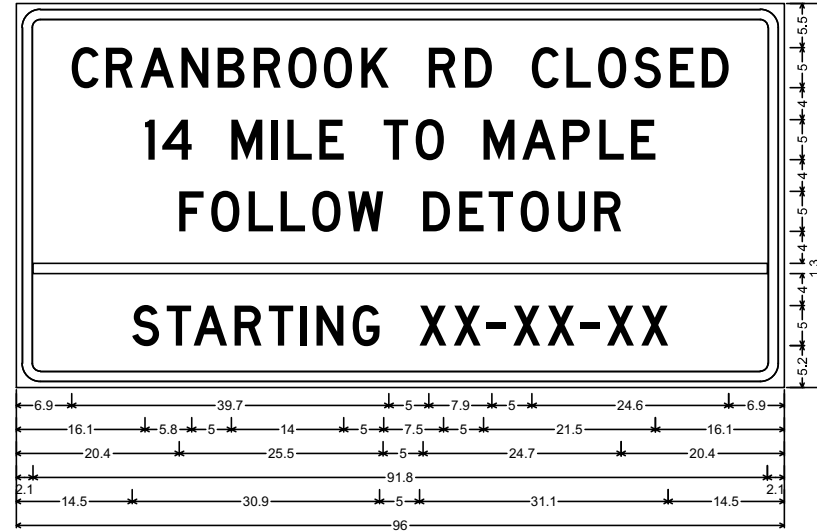 CRANBROOK RD CLOSED
14 MILE TO MAPLE
FOLLOW DETOUR
STARTING XX-XX-XX
5.5
5
4
5
4
5
4
1.3
4
5
5.2
6.9 39.7 5 7.9 5 24.6 6.9
16.1 5.8 5 14 5 7.5 5 21.5 16.1
20.4 25.5 5 24.7 20.4
2.1 91.8 2.1
14.5 30.9 5 31.1 14.5
96